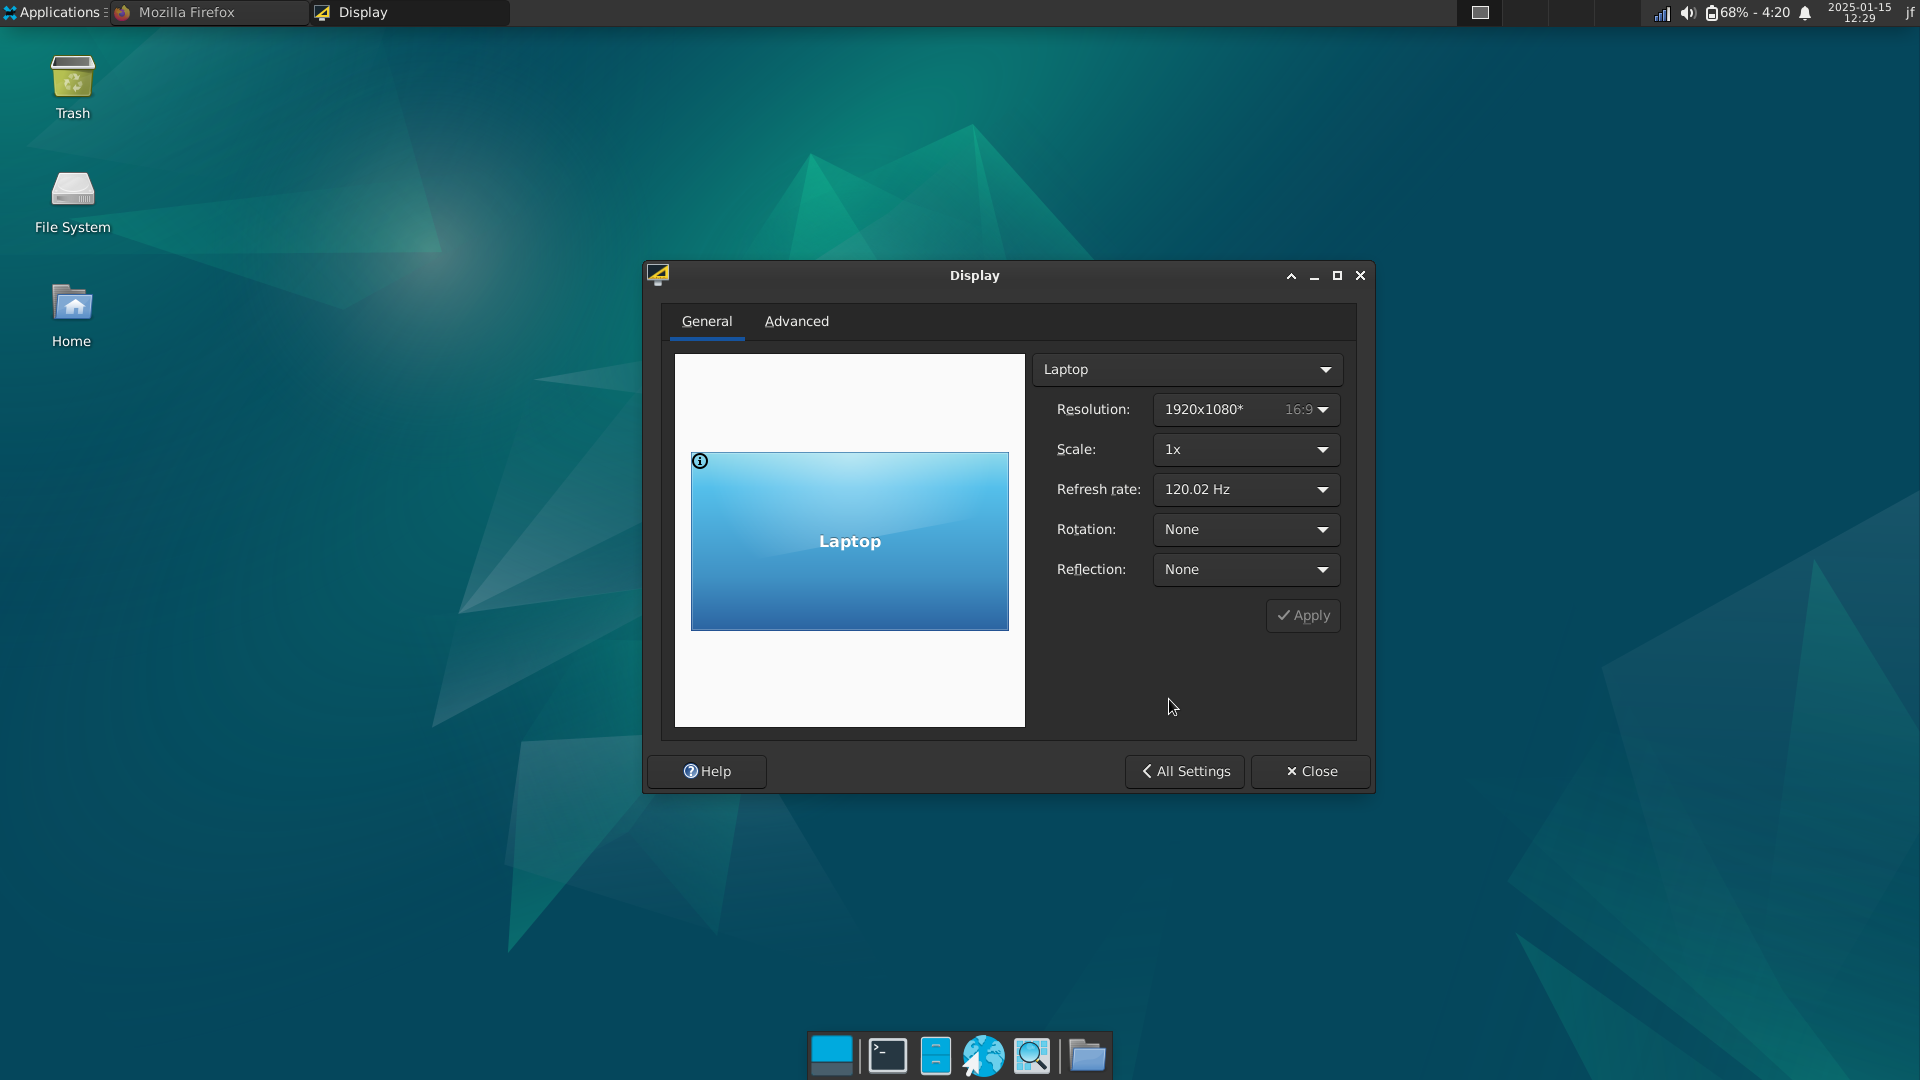 Applications
Mozilla Firefox
Display
68% - 4:20
2025-01-15
12:29
jf
Trash
File System
Home
Display
General
Advanced
Laptop
Laptop
Resolution: 1920x1080* 16:9
Scale: 1x
Refresh rate: 120.02 Hz
Rotation: None
Reflection: None
Apply
Help
All Settings
Close